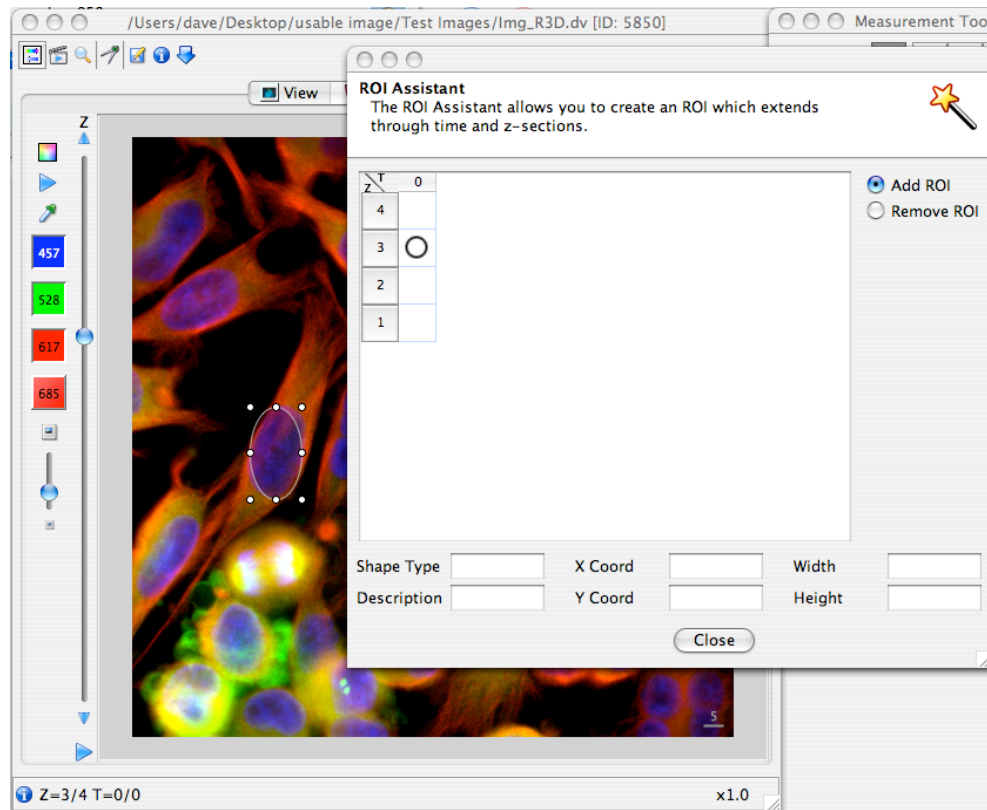 /Users/dave/Desktop/usable image/Test Images/Img_R3D.dv [ID: 5850]
Measurement Too
View
ROI Assistant
The ROI Assistant allows you to create an ROI which extends
through time and z-sections.
Z
457
528
617
685
T
Z
0
4
3
2
1
Add ROI
Remove ROI
Shape Type
X Coord
Width
Description
Y Coord
Height
Close
5
Z=3/4 T=0/0
x1.0